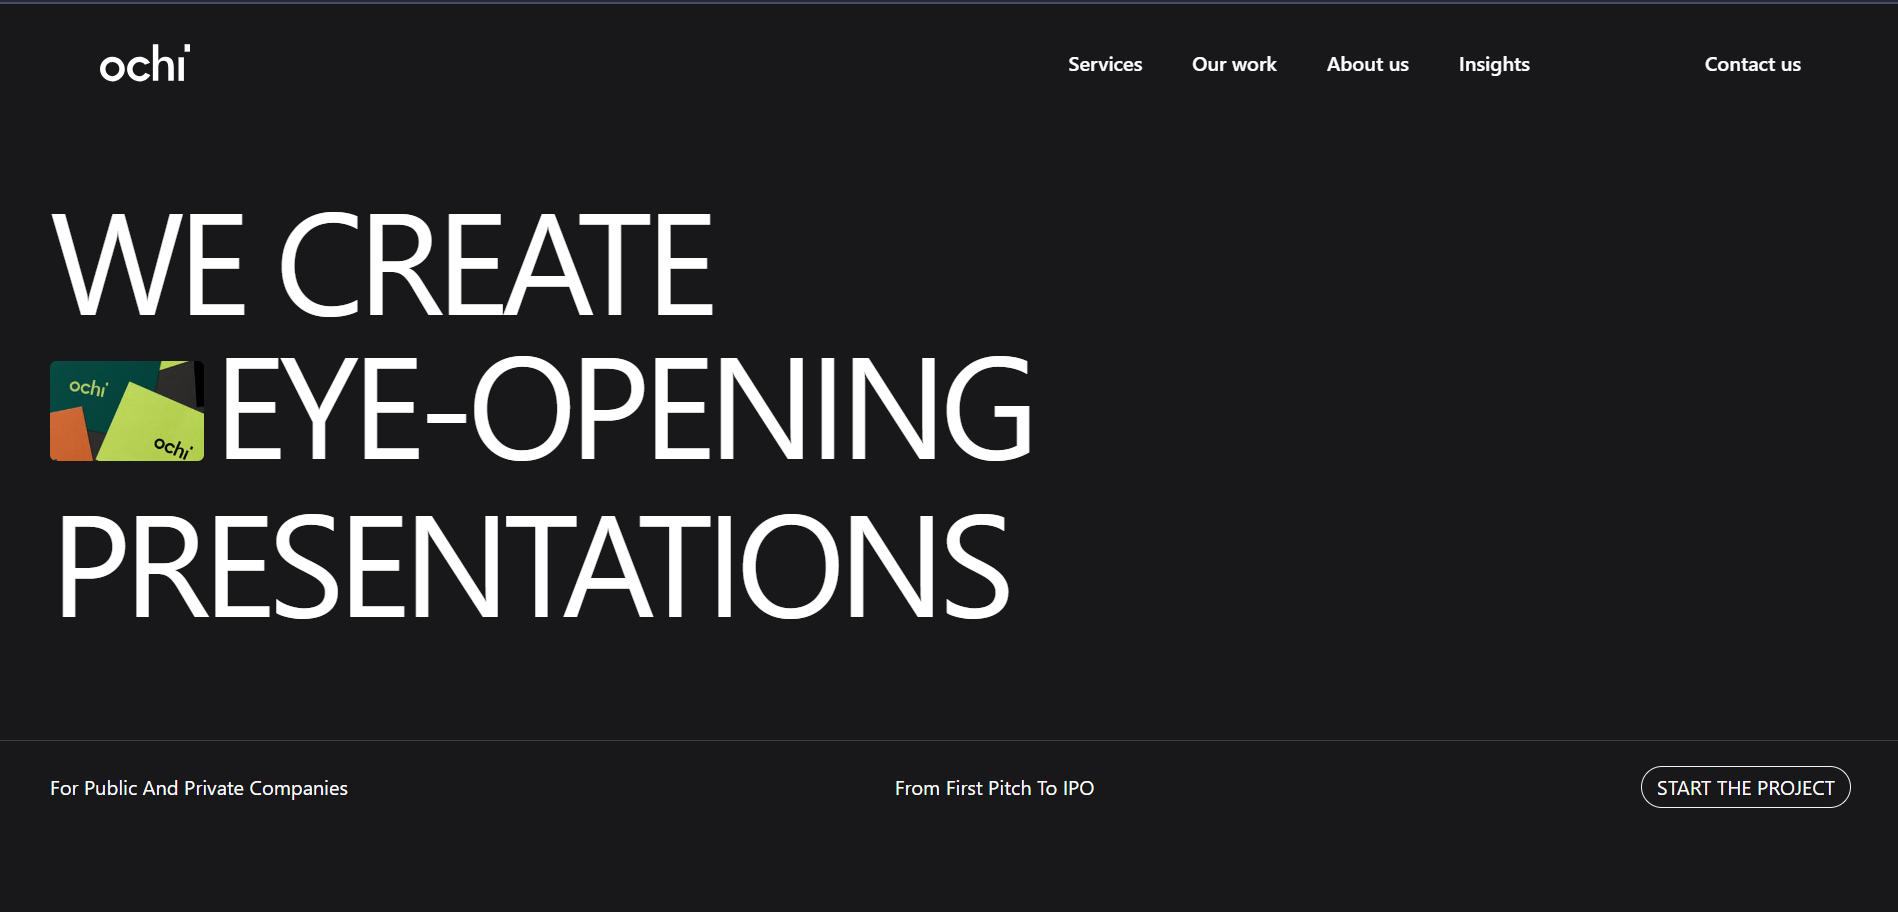 ochi
Services Our work About us Insights Contact us
WE CREATE
ochi
ochi
EYE-OPENING
PRESENTATIONS
For Public And Private Companies
From First Pitch To IPO
START THE PROJECT